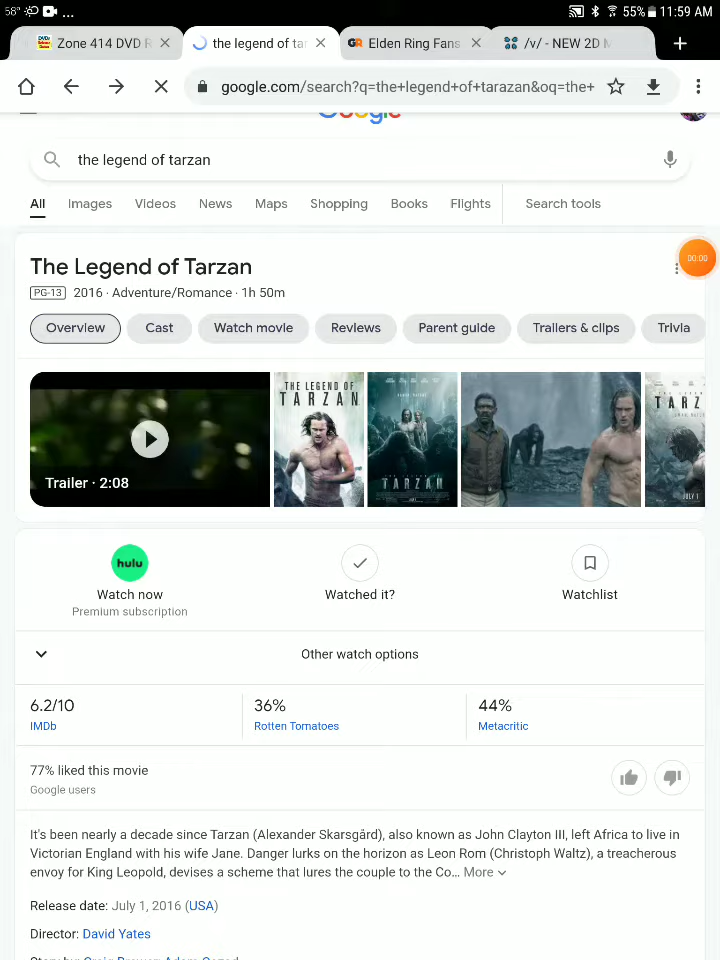 58° ... 55% 11:59 AM
Zone 414 DVD R the legend of tar Elden Ring Fans /v/ - NEW 2D M
google.com/search?q=the+legend+of+tarazan&oq=the+
the legend of tarzan
All Images Videos News Maps Shopping Books Flights Search tools
The Legend of Tarzan
00:00
PG-13 2016 · Adventure/Romance · 1h 50m
Overview Cast Watch movie Reviews Parent guide Trailers & clips Trivia
THE LEGEND OF
TARZAN
TARZAN
TARZ
JULY 1
Trailer · 2:08
hulu
Watch now Watched it? Watchlist
Premium subscription
Other watch options
6.2/10 36% 44%
IMDb Rotten Tomatoes Metacritic
77% liked this movie
Google users
It's been nearly a decade since Tarzan (Alexander Skarsgård), also known as John Clayton III, left Africa to live in
Victorian England with his wife Jane. Danger lurks on the horizon as Leon Rom (Christoph Waltz), a treacherous
envoy for King Leopold, devises a scheme that lures the couple to the Co... More
Release date: July 1, 2016 (USA)
Director: David Yates